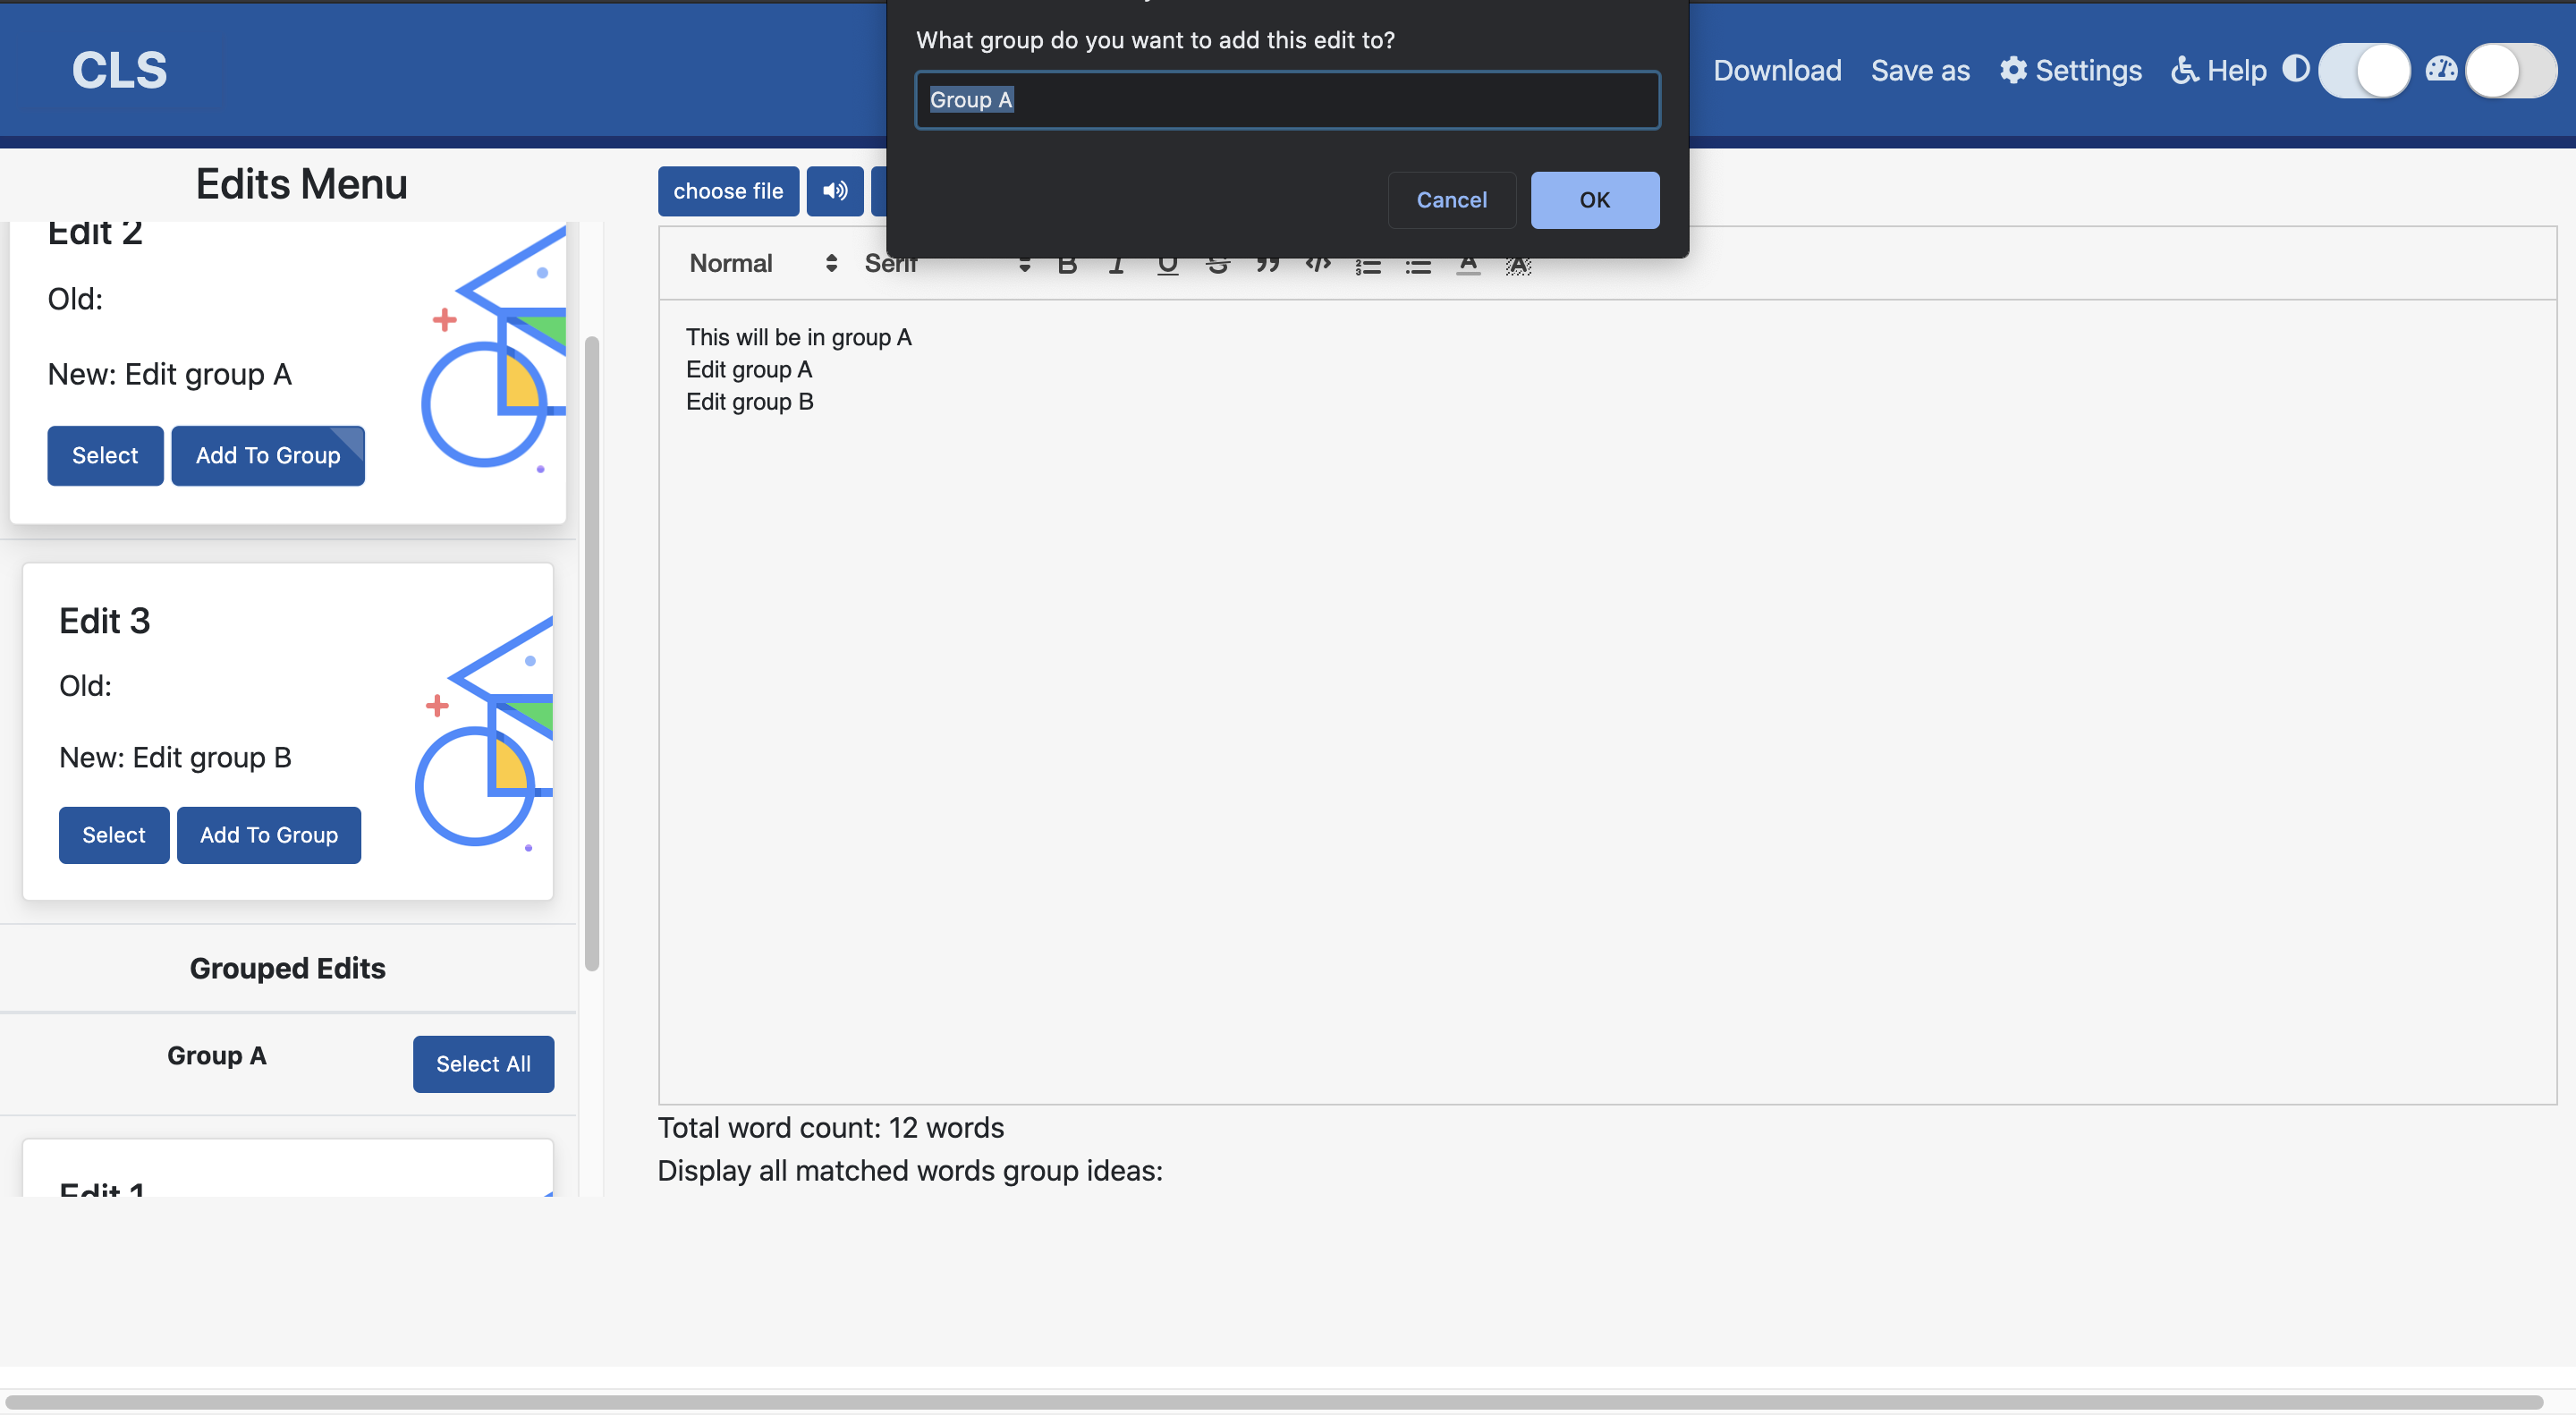 What group do you want to add this edit to?
Group A
Cancel
OK
CLS
Download
Save as
Settings
Help
Edits Menu
Edit 2
Old:
New: Edit group A
Select
Add To Group
Edit 3
Old:
New: Edit group B
Select
Add To Group
Grouped Edits
Group A
Select All
Edit 1
choose file
Normal
Serif
This will be in group A
Edit group A
Edit group B
Total word count: 12 words
Display all matched words group ideas: